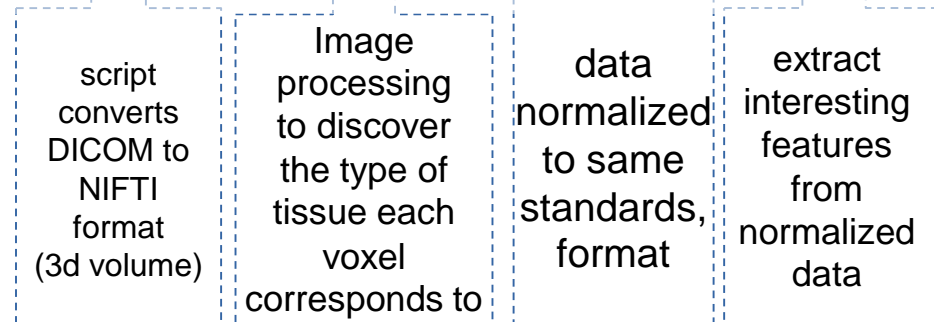 script
converts
DICOM to
NIFTI
format
(3d volume)
Image
processing
to discover
the type of
tissue each
voxel
corresponds to
data
normalized
to same
standards,
format
extract
interesting
features
from
normalized
data